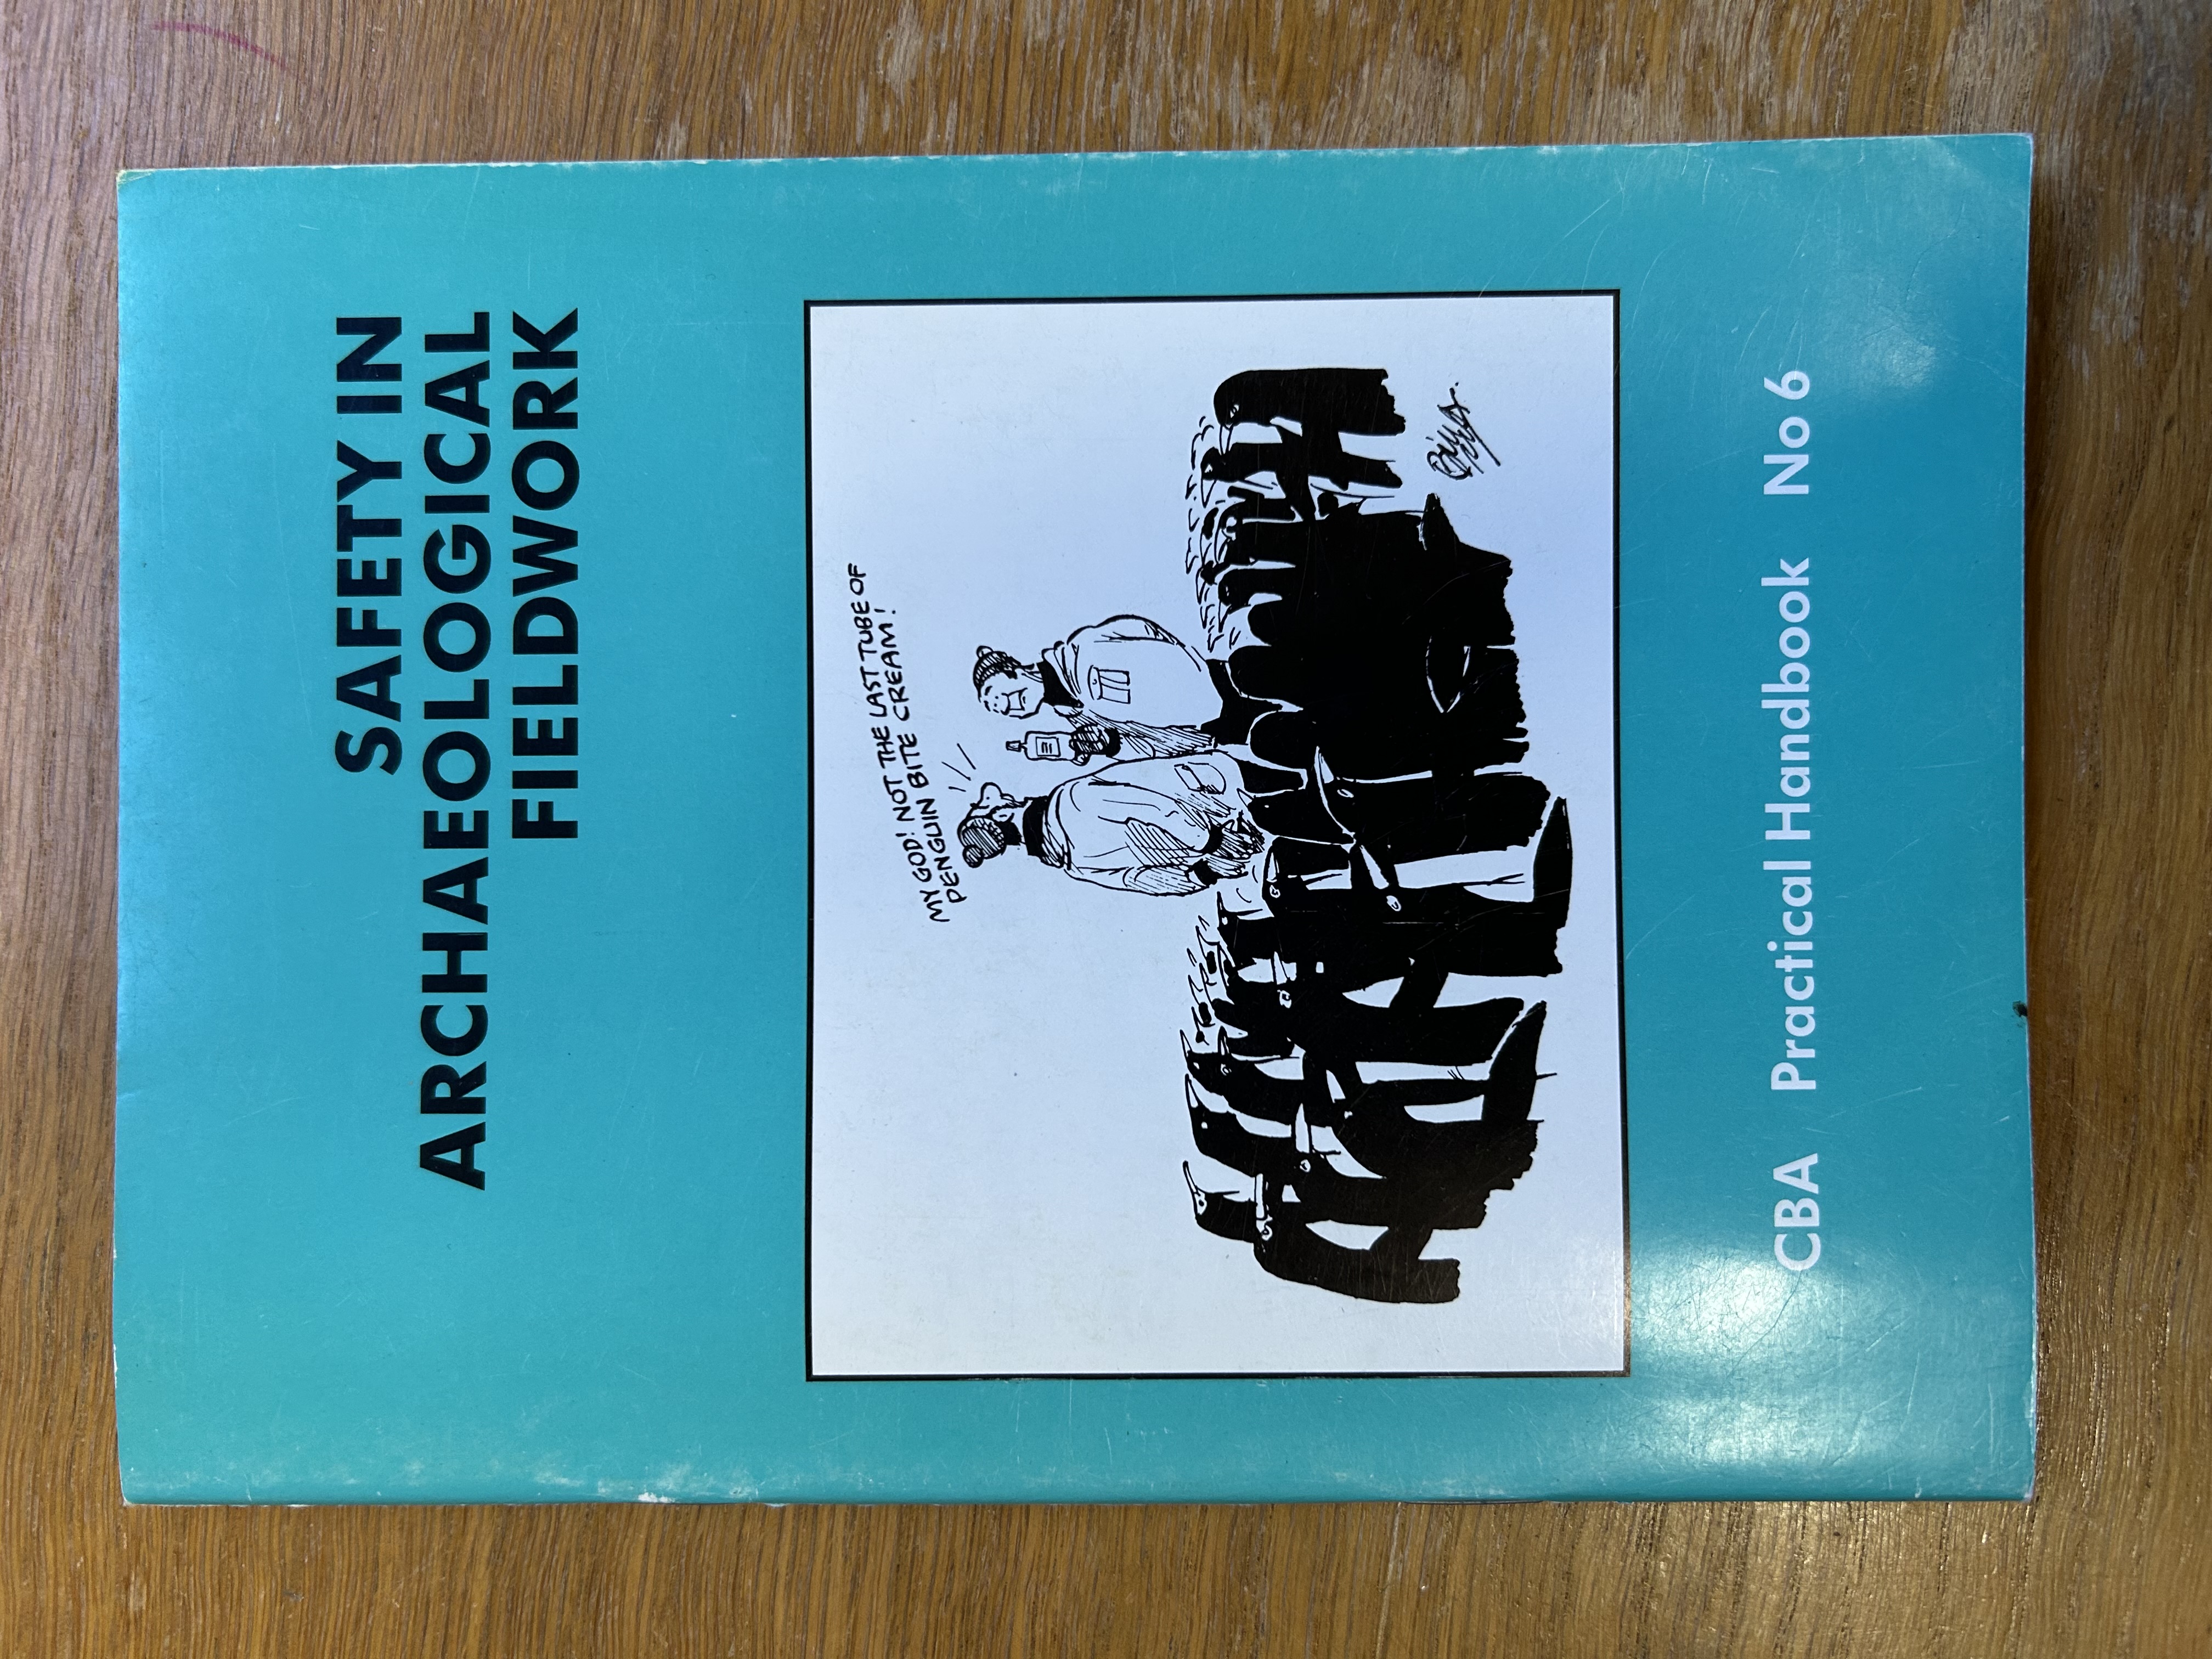 SAFETY IN
ARCHAEOLOGICAL
FIELDWORK
MY GOD! NOT THE LAST TUBE OF
PENGUIN BITE CREAM!
CBA Practical Handbook No 6